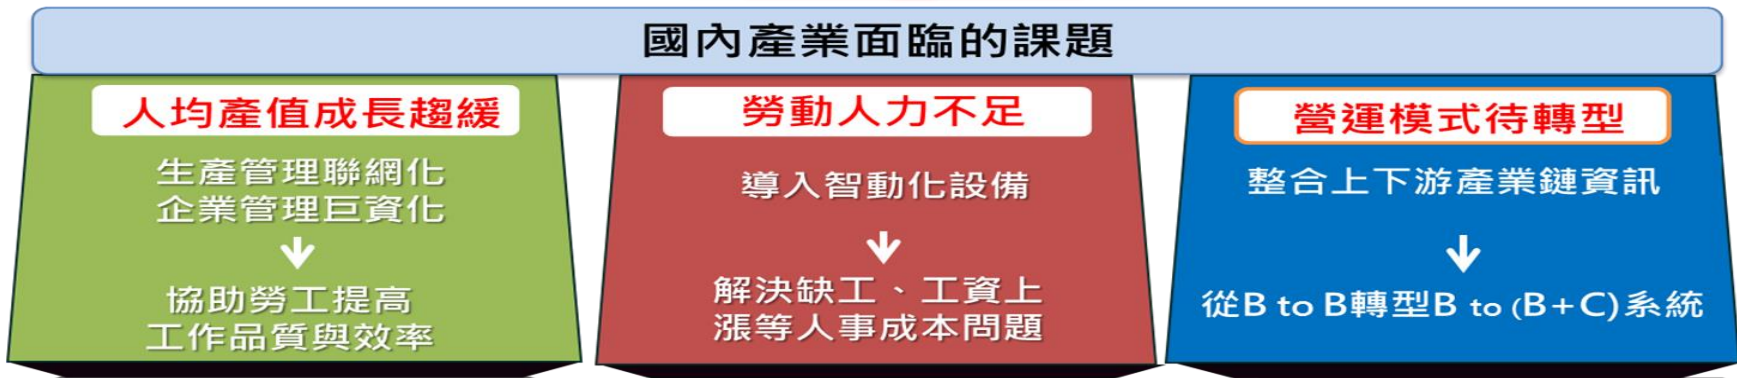 國內產業面臨的課題
人均產值成長趨緩
生產管理聯網化
企業管理巨資化
協助勞工提高
工作品質與效率
勞動人力不足
導入智動化設備
解決缺工、工資上
漲等人事成本問題
營運模式待轉型
整合上下游產業鏈資訊
從B to B轉型B to (B+C)系統